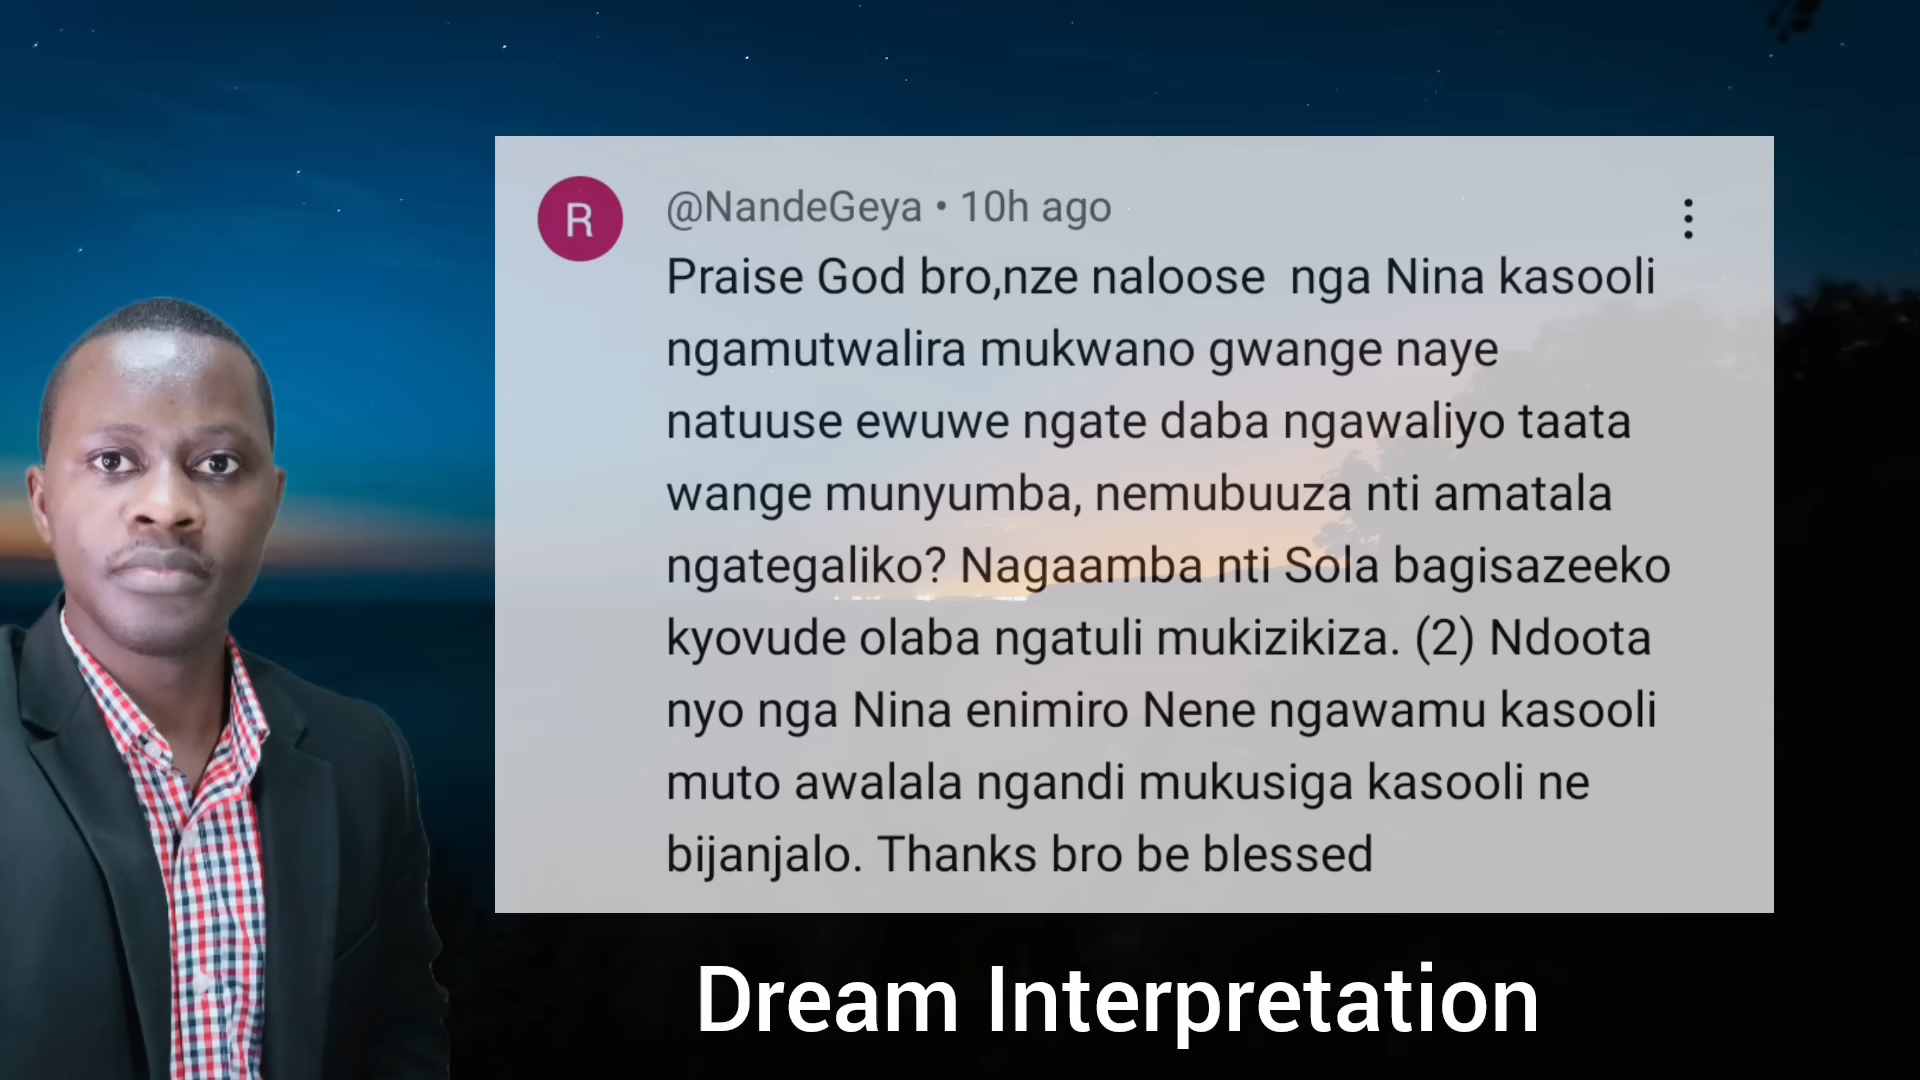 R
@NandeGeya • 10h ago
Praise God bro,nze naloose nga Nina kasooli
ngamutwalira mukwano gwange naye
natuuse ewuwe ngate daba ngawaliyo taata
wange munyumba, nemubuuza nti amatala
ngategaliko? Nagaamba nti Sola bagisazeeko
kyovude olaba ngatuli mukizikiza. (2) Ndoota
nyo nga Nina enimiro Nene ngawamu kasooli
muto awalala ngandi mukusiga kasooli ne
bijanjalo. Thanks bro be blessed
Dream Interpretation